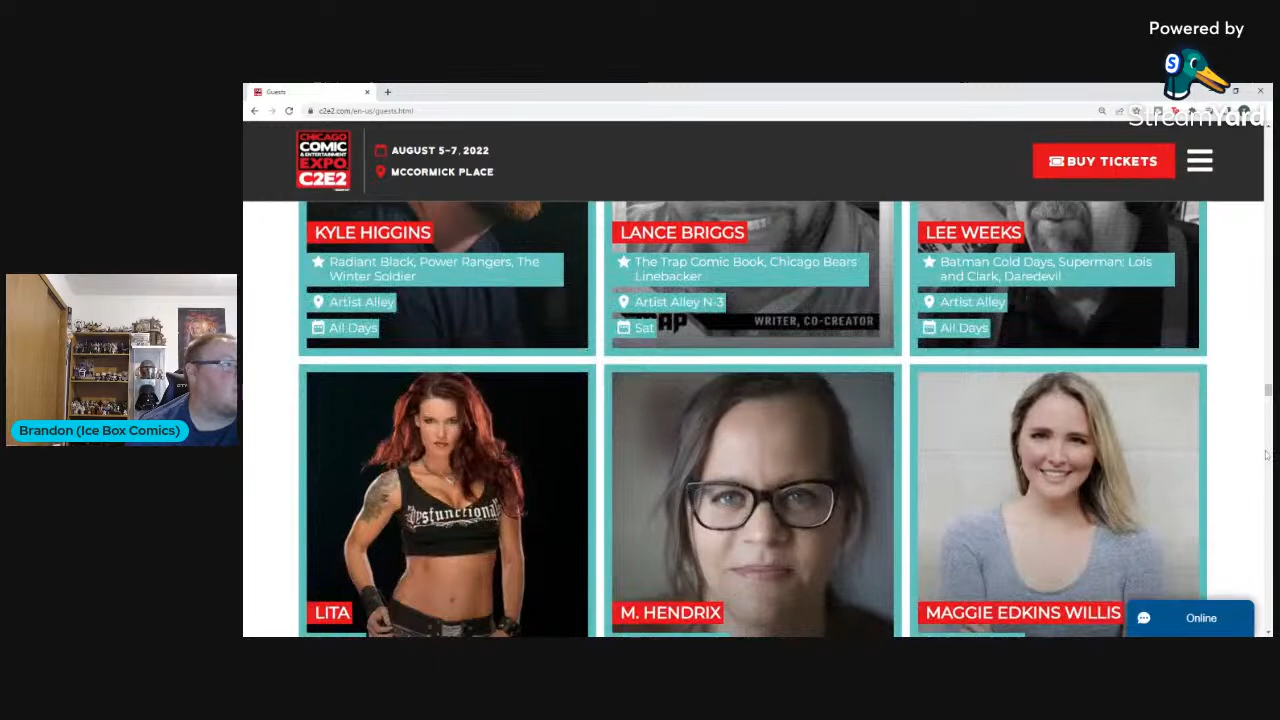 Powered by
StreamYard
Guests
c2e2.com/en-us/guests.html
CHICAGO
COMIC
& ENTERTAINMENT
EXPO
C2E2
AUGUST 5-7, 2022
MCCORMICK PLACE
BUY TICKETS
KYLE HIGGINS
Radiant Black, Power Rangers, The
Winter Soldier
Artist Alley
All Days
LANCE BRIGGS
The Trap Comic Book, Chicago Bears
Linebacker
Artist Alley N-3
Sat
WRITER, CO-CREATOR
LEE WEEKS
Batman Cold Days, Superman: Lois
and Clark, Daredevil
Artist Alley
All Days
Brandon (Ice Box Comics)
Dysfunctional
LITA
M. HENDRIX
MAGGIE EDKINS WILLIS
Online